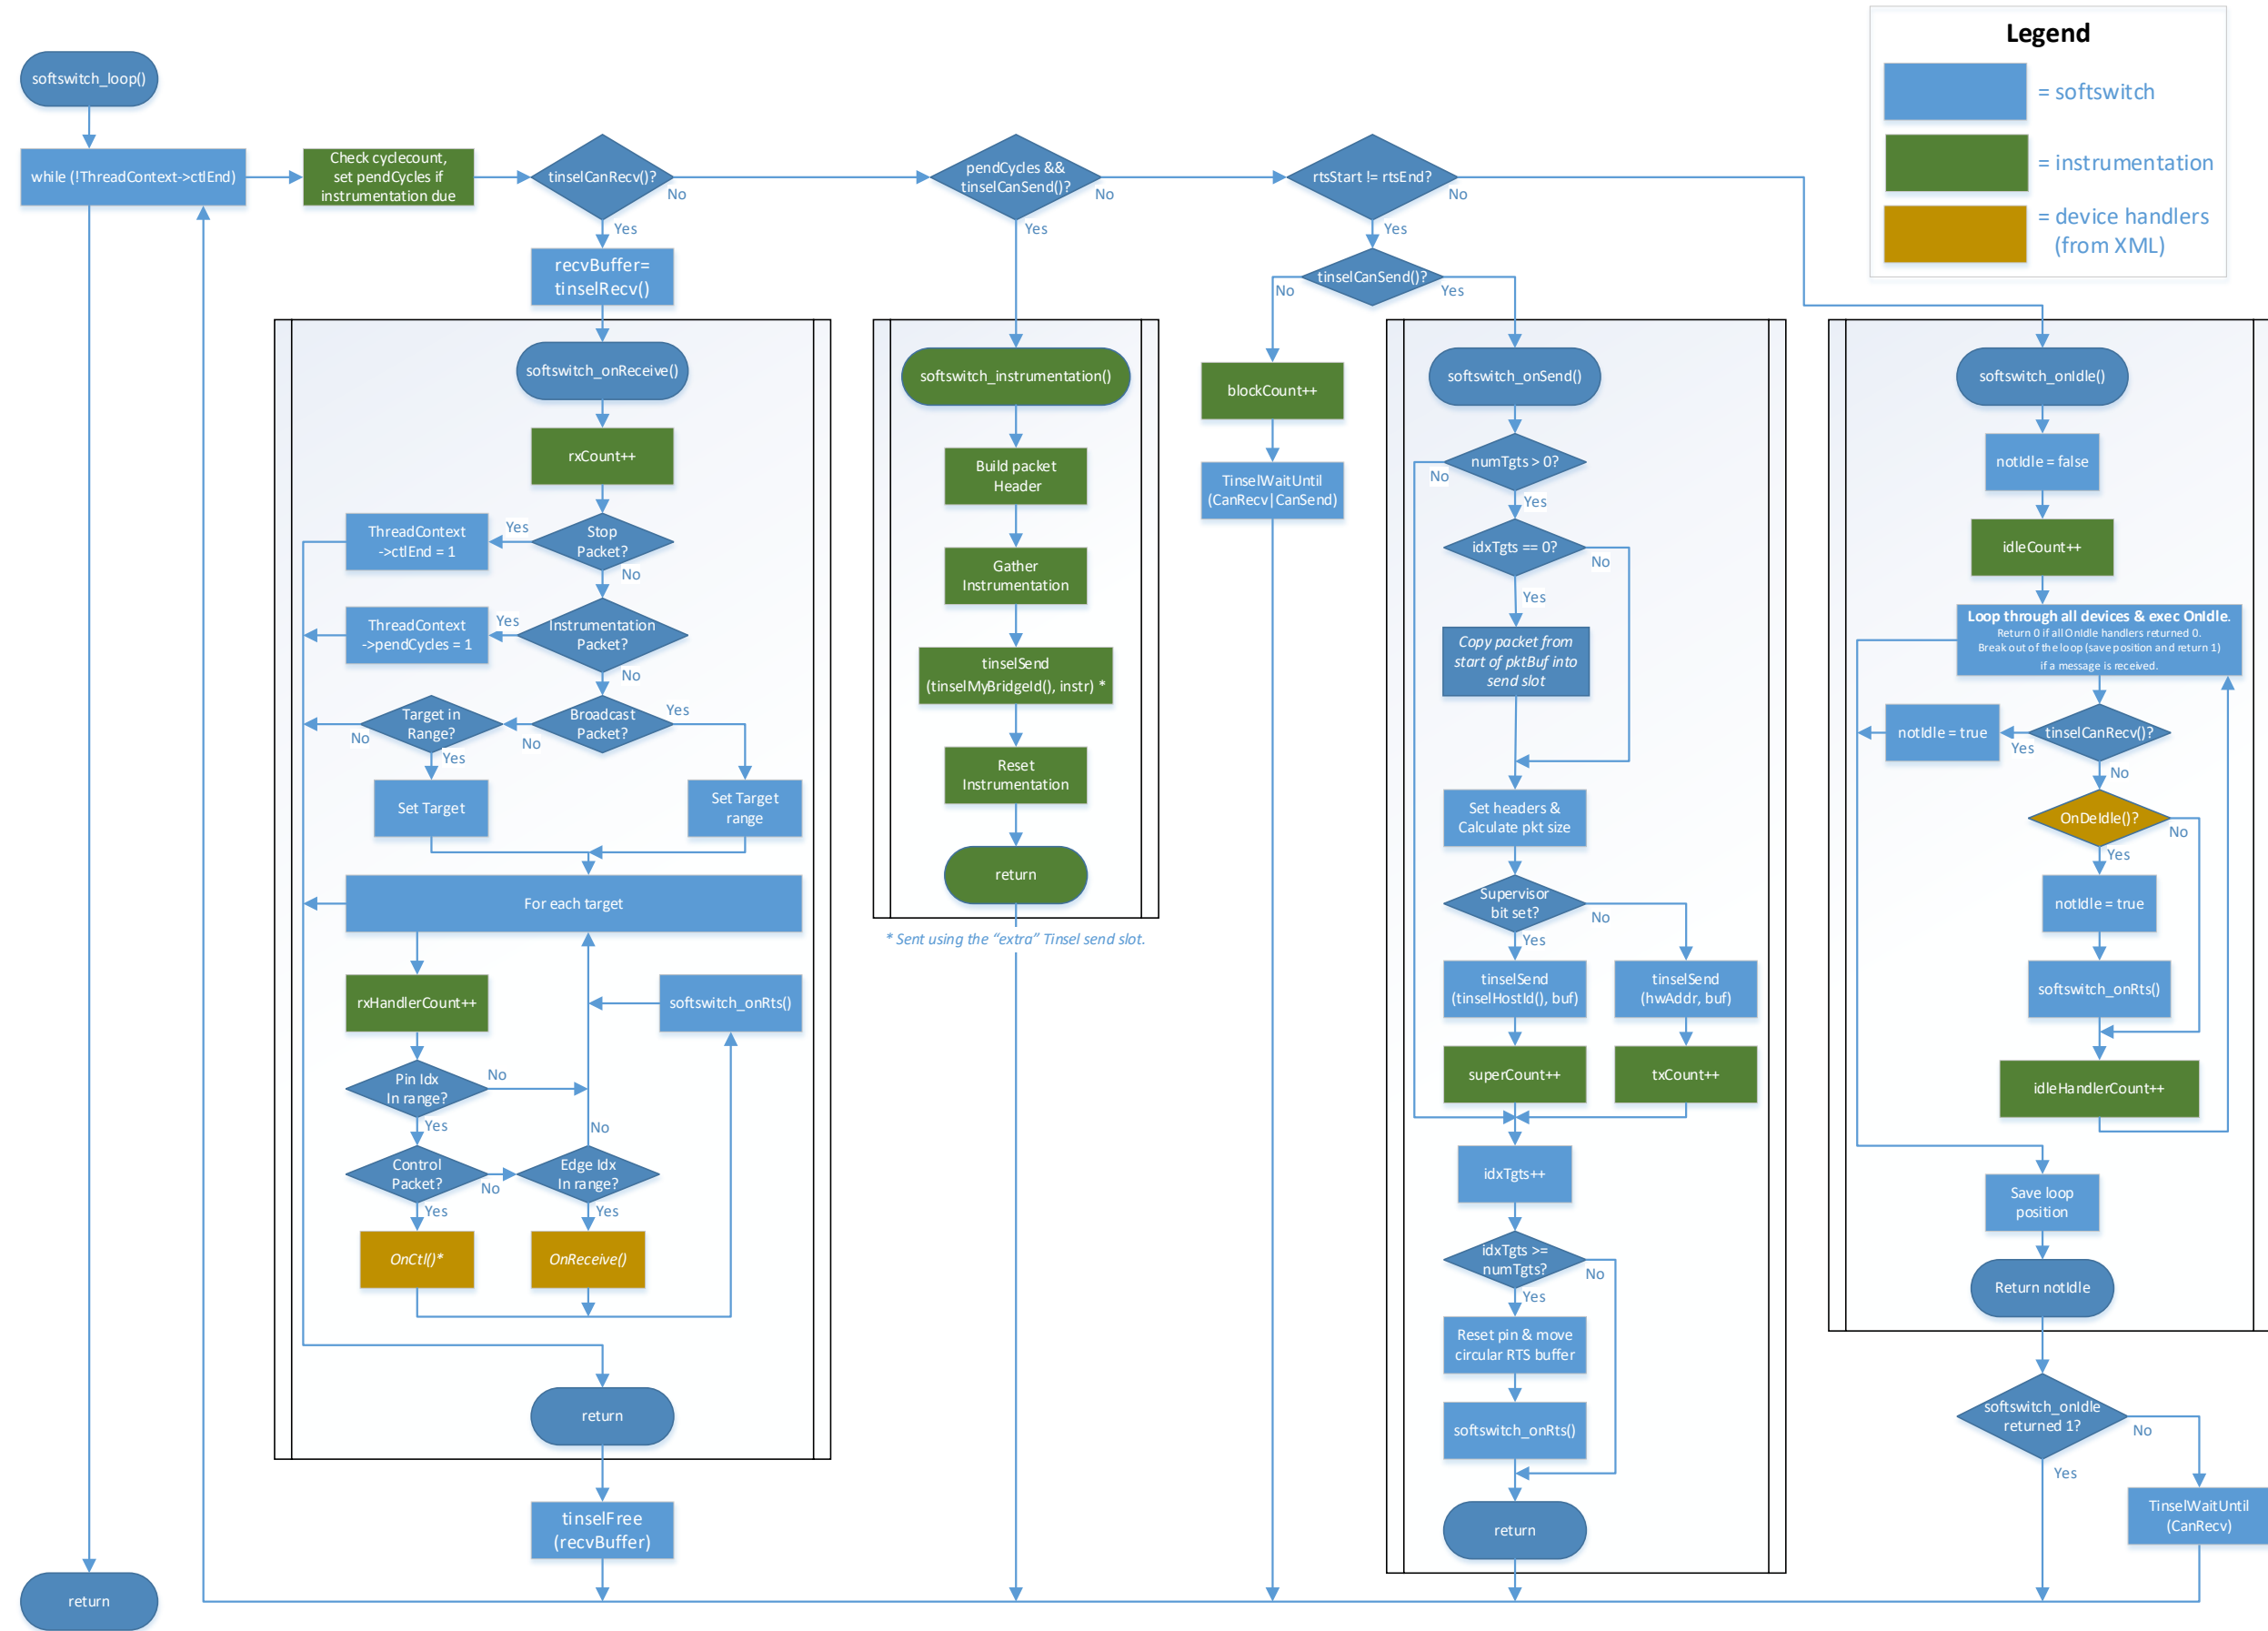 Legend
= softswitch
= instrumentation
= device handlers
(from XML)
softswitch_loop()
while (!ThreadContext->ctlEnd)
Check cyclecount,
set pendCycles if
instrumentation due
tinselCanRecv()?
No
Yes
pendCycles &&
tinselCanSend()?
No
Yes
rtsStart != rtsEnd?
No
Yes
tinselCanSend()?
No
Yes
recvBuffer=
tinselRecv()
softswitch_onReceive()
rxCount++
Stop
Packet?
Yes
No
ThreadContext
->ctlEnd = 1
Instrumentation
Packet?
Yes
No
ThreadContext
->pendCycles = 1
Broadcast
Packet?
Yes
No
Target in
Range?
No
Yes
Set Target
Set Target
range
For each target
rxHandlerCount++
softswitch_onRts()
Pin Idx
In range?
No
Yes
Control
Packet?
No
Yes
Edge Idx
In range?
No
Yes
OnCtl()*
OnReceive()
return
tinselFree
(recvBuffer)
return
softswitch_instrumentation()
Build packet
Header
Gather
Instrumentation
tinselSend
(tinselMyBridgeId(), instr) *
Reset
Instrumentation
return
* Sent using the “extra” Tinsel send slot.
blockCount++
TinselWaitUntil
(CanRecv|CanSend)
softswitch_onSend()
numTgts > 0?
No
Yes
idxTgts == 0?
No
Yes
Copy packet from
start of pktBuf into
send slot
Set headers &
Calculate pkt size
Supervisor
bit set?
No
Yes
tinselSend
(tinselHostId(), buf)
tinselSend
(hwAddr, buf)
superCount++
txCount++
idxTgts++
idxTgts >=
numTgts?
No
Yes
Reset pin & move
circular RTS buffer
softswitch_onRts()
return
softswitch_onIdle()
notIdle = false
idleCount++
Loop through all devices & exec OnIdle.
Return 0 if all OnIdle handlers returned 0.
Break out of the loop (save position and return 1)
if a message is received.
tinselCanRecv()?
Yes
No
notIdle = true
OnDeIdle()?
No
Yes
notIdle = true
softswitch_onRts()
idleHandlerCount++
Save loop
position
Return notIdle
softswitch_onIdle
returned 1?
No
Yes
TinselWaitUntil
(CanRecv)